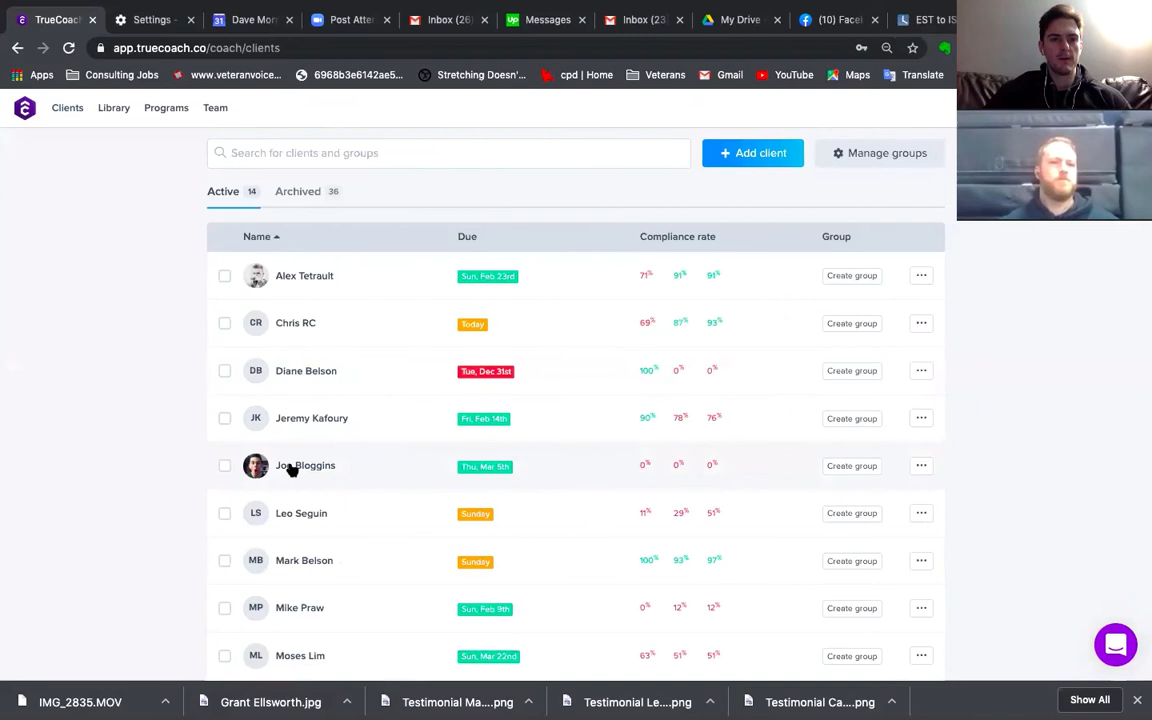 TrueCoach
Settings -
Dave Morr
Post Atter
Inbox (26)
Messages
Inbox (23
My Drive -
(10) Facel
EST to IS
app.truecoach.co/coach/clients
Apps
Consulting Jobs
www.veteranvoice...
6968b3e6142ae5...
Stretching Doesn'...
cpd | Home
Veterans
Gmail
YouTube
Maps
Translate
Clients
Library
Programs
Team
Search for clients and groups
+ Add client
Manage groups
Active 14
Archived 36
Name
Due
Compliance rate
Group
Alex Tetrault
Sun, Feb 23rd
71% 91% 91%
Create group
CR
Chris RC
Today
69% 87% 93%
Create group
DB
Diane Belson
Tue, Dec 31st
100% 0% 0%
Create group
JK
Jeremy Kafoury
Fri, Feb 14th
90% 78% 76%
Create group
Joe Bloggins
Thu, Mar 5th
0% 0% 0%
Create group
LS
Leo Seguin
Sunday
11% 29% 51%
Create group
MB
Mark Belson
Sunday
100% 93% 97%
Create group
MP
Mike Praw
Sun, Feb 9th
0% 12% 12%
Create group
ML
Moses Lim
Sun, Mar 22nd
63% 51% 51%
Create group
IMG_2835.MOV
Grant Ellsworth.jpg
Testimonial Ma....png
Testimonial Le....png
Testimonial Ca....png
Show All